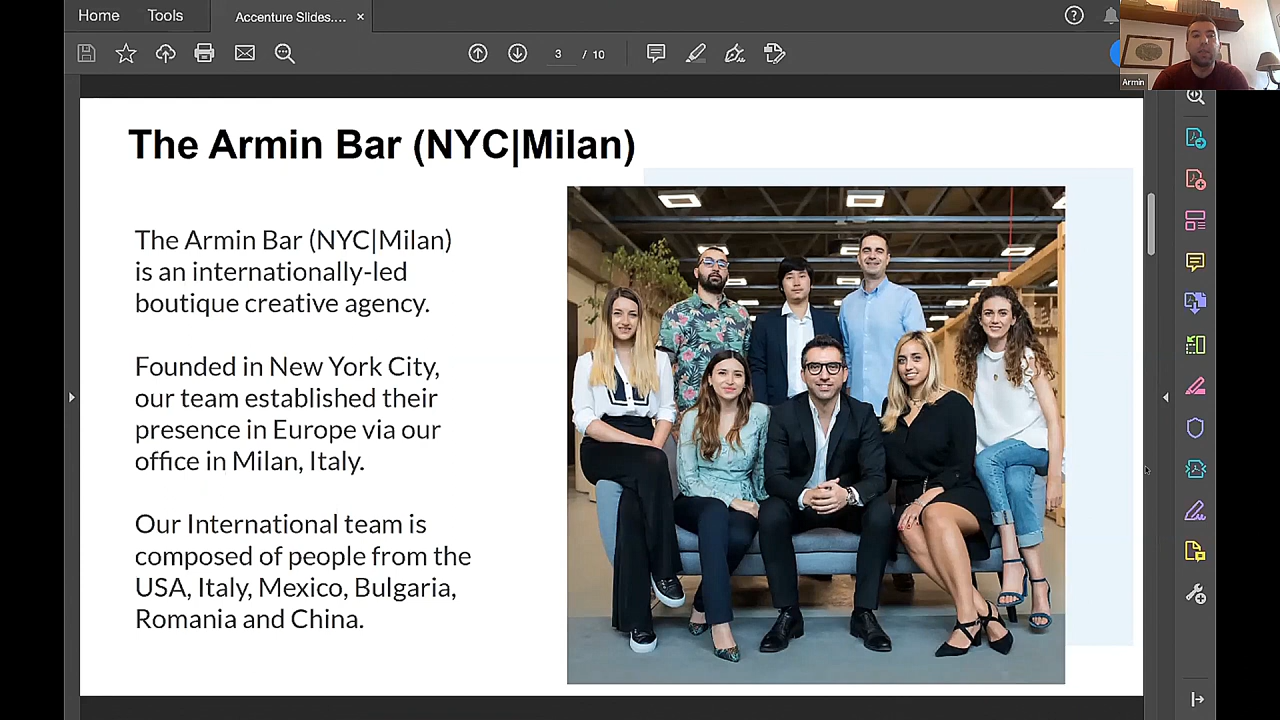 Home
Tools
Accenture Slides....
3 / 10
Armin
The Armin Bar (NYC|Milan)
The Armin Bar (NYC|Milan)
is an internationally-led
boutique creative agency.
Founded in New York City,
our team established their
presence in Europe via our
office in Milan, Italy.
Our International team is
composed of people from the
USA, Italy, Mexico, Bulgaria,
Romania and China.